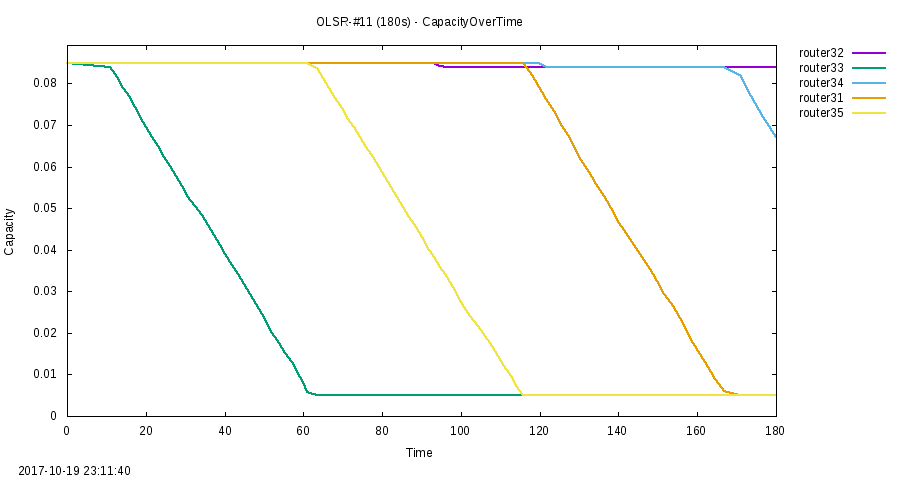 OLSR-#11 (180s) - CapacityOverTime
router32
router33
router34
router31
router35
0.08
0.07
0.06
0.05
0.04
0.03
0.02
0.01
0
Capacity
0 20 40 60 80 100 120 140 160 180
Time
2017-10-19 23:11:40